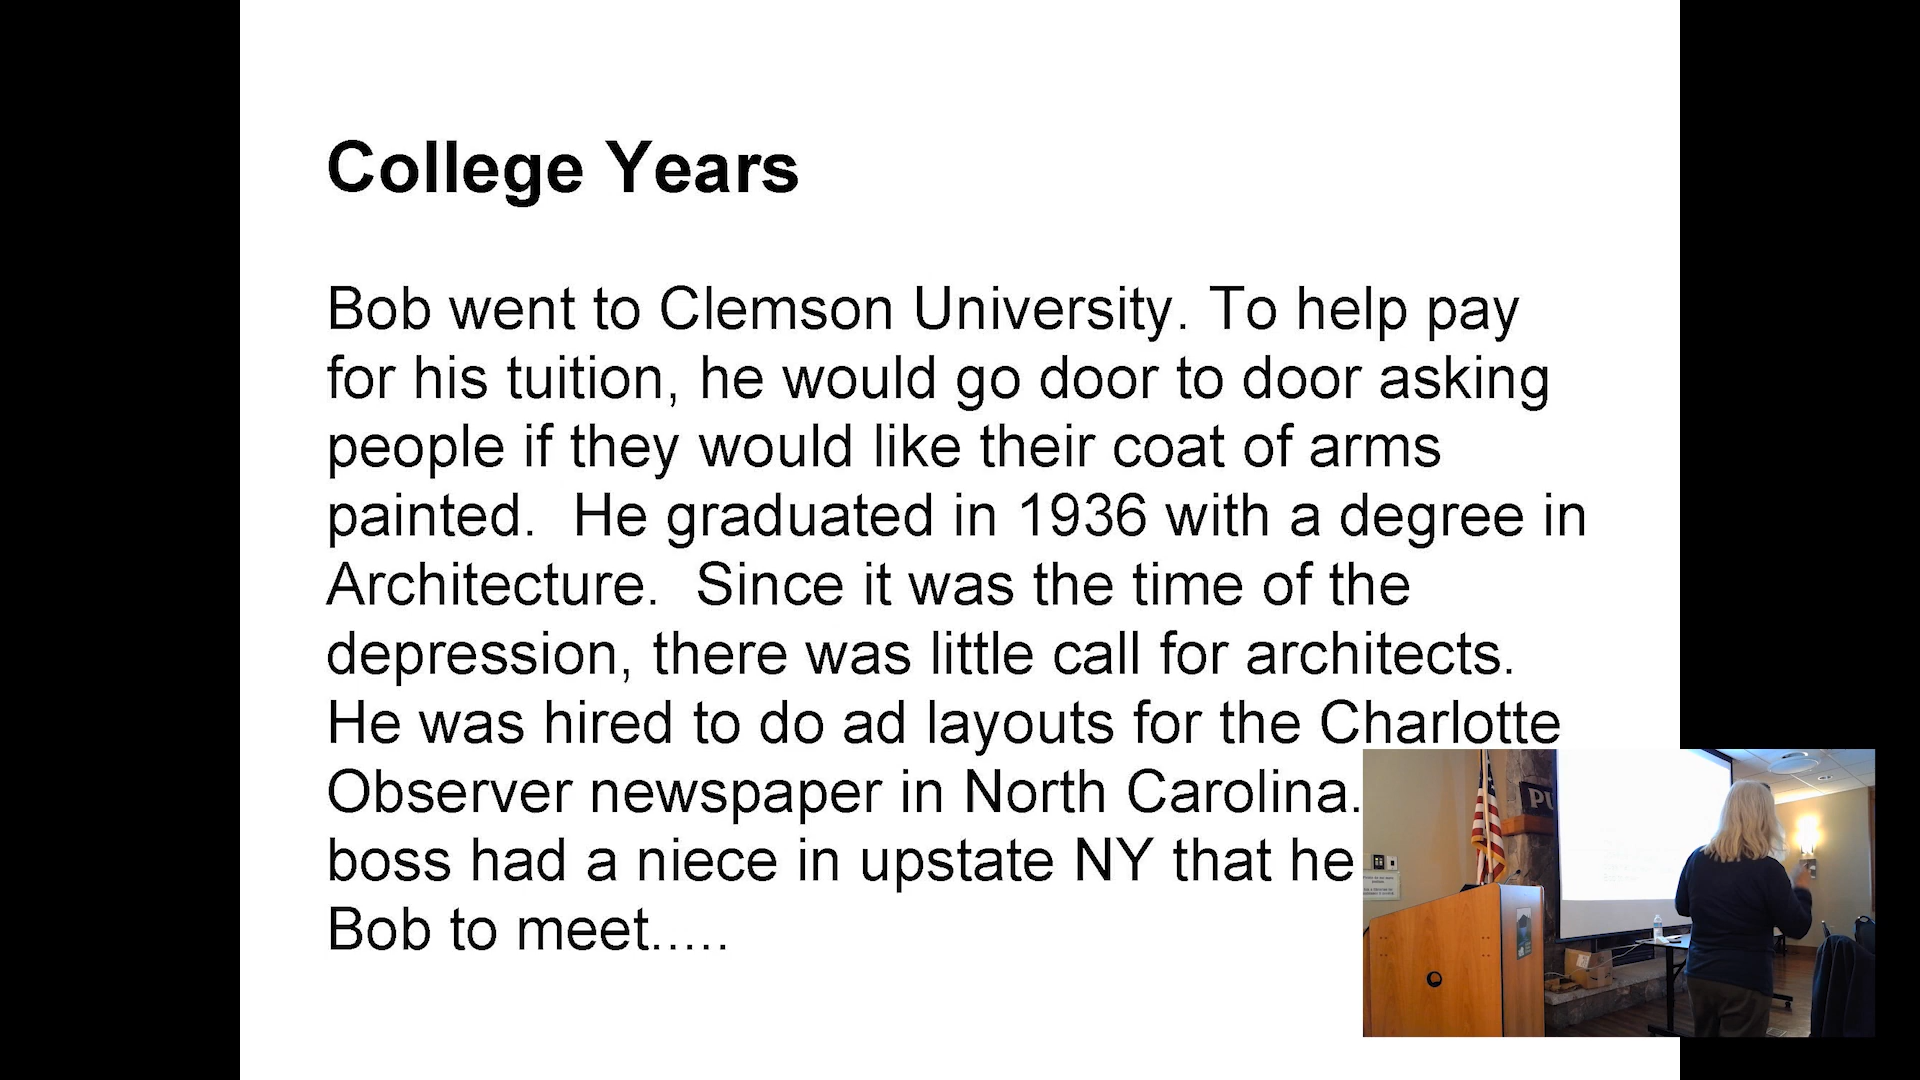 College Years
Bob went to Clemson University. To help pay
for his tuition, he would go door to door asking
people if they would like their coat of arms
painted.  He graduated in 1936 with a degree in
Architecture.  Since it was the time of the
depression, there was little call for architects.
He was hired to do ad layouts for the Charlotte
Observer newspaper in North Carolina.
boss had a niece in upstate NY that he
Bob to meet.....
PU